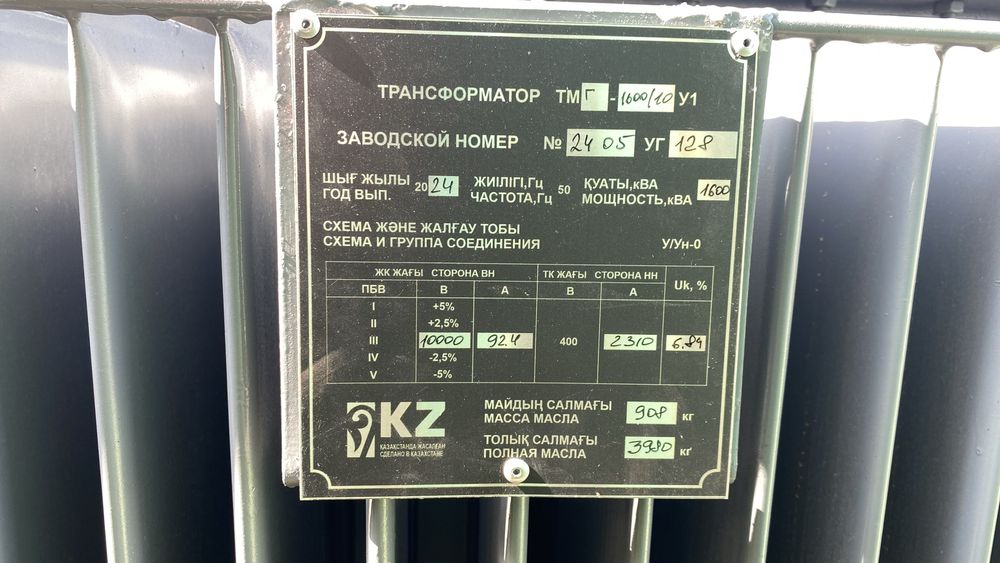 ТРАНСФОРМАТОР ТМГ-1600/10 У1
ЗАВОДСКОЙ НОМЕР № 2405 УГ 128
ШЫҒ ЖЫЛЫ 2024 ЖИІЛІГІ,Гц 50 ҚУАТЫ,кВА 1600
ГОД ВЫП. ЧАСТОТА,Гц МОЩНОСТЬ,кВА
СХЕМА ЖӘНЕ ЖАЛҒАУ ТОБЫ
СХЕМА И ГРУППА СОЕДИНЕНИЯ У/Ун-0
ЖК ЖАҒЫ СТОРОНА ВН ТК ЖАҒЫ СТОРОНА НН Uk, %
ПБВ В А В А
I +5%
II +2,5%
III 10000 92.4 400 2310 6.84
IV -2,5%
V -5%
KZ
ҚАЗАҚСТАНДА ЖАСАЛҒАН
СДЕЛАНО В КАЗАХСТАНЕ
МАЙДЫҢ САЛМАҒЫ 908 кг
МАССА МАСЛА
ТОЛЫҚ САЛМАҒЫ 3980 кг
ПОЛНАЯ МАСЛА